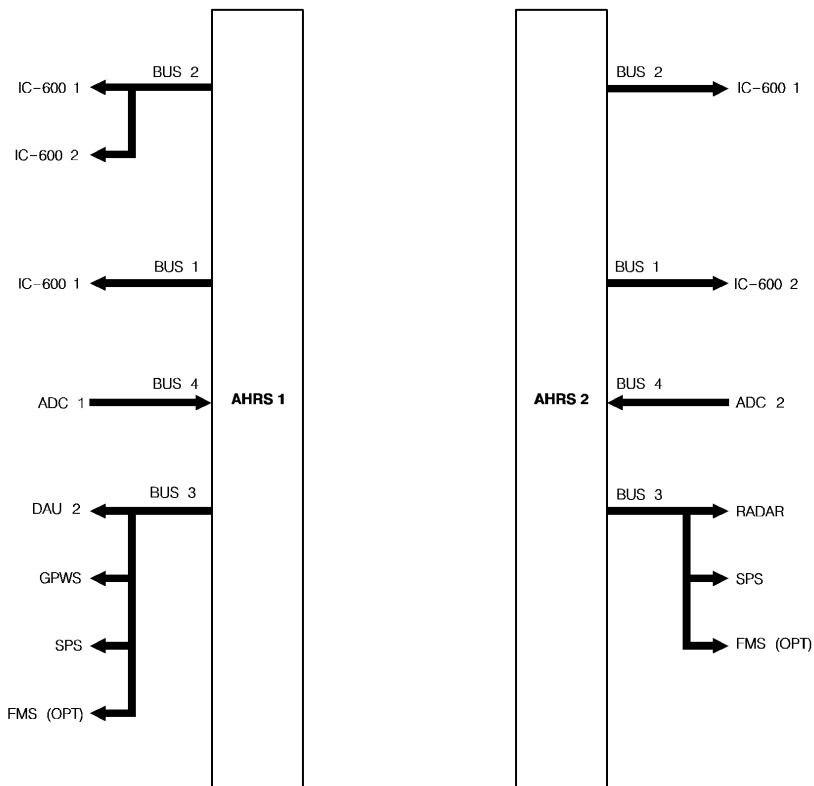 BUS 2
IC-600 1
IC-600 2
BUS 1
IC-600 1
BUS 4
ADC 1
AHRS 1
BUS 3
DAU 2
GPWS
SPS
FMS (OPT)
BUS 2
IC-600 1
BUS 1
IC-600 2
BUS 4
AHRS 2
ADC 2
BUS 3
RADAR
SPS
FMS (OPT)